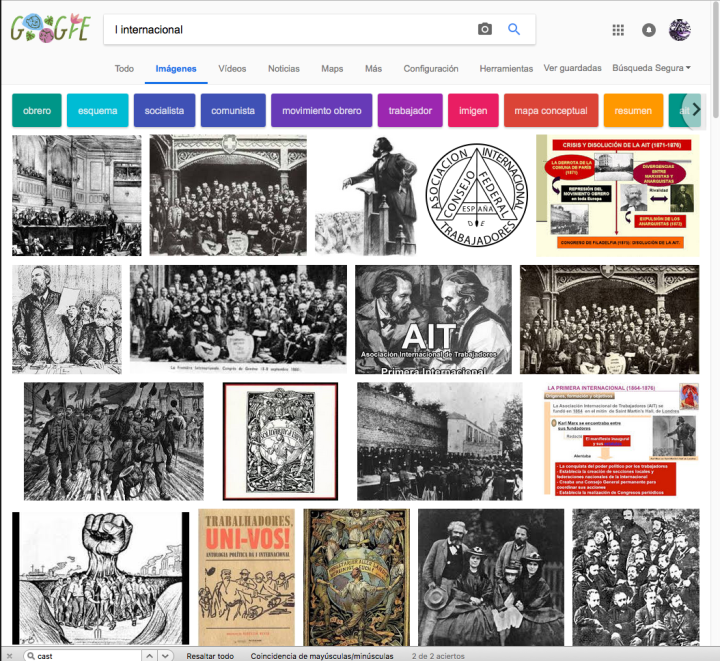 I internacional
Todo Imágenes Vídeos Noticias Maps Más Configuración Herramientas Ver guardadas Búsqueda Segura
obrero esquema socialista comunista movimiento obrero trabajador imigen mapa conceptual resumen ait
ASOCIACION INTERNACIONAL TRABAJADORES
CONSEJO FEDERAL
ESPAÑA
DE
CRISIS Y DISOLUCIÓN DE LA AIT (1871-1876)
LA DERROTA DE LA COMUNA DE PARÍS (1871)
DIVERGENCIAS ENTRE MARXISTAS Y ANARQUISTAS
REPRESIÓN DEL MOVIMIENTO OBRERO en toda Europa
Rivalidad
EXPULSIÓN DE LOS ANARQUISTAS (1872)
CONGRESO DE FILADELFIA (1876): DISOLUCIÓN DE LA AIT.
AIT
Asociación Internacional de Trabajadores
Primera Internacional
LA PRIMERA INTERNACIONAL (1864-1876)
Orígenes, formación y objetivos
La Asociación Internacional de Trabajadores (AIT) se
fundó en 1864 en el mitin de Saint Martin's Hall, de Londres
Karl Marx se encontraba entre
sus fundadores
Redacta
El manifiesto inaugural
Alentaba
- La conquista del poder político por los trabajadores
- Establecía la creación de secciones locales y
federaciones nacionales de la Internacional
- Creaba un Consejo General permanente para
coordinar sus acciones
- Establecía la realización de Congresos periódicos
TRABALHADORES,
UNI-VOS!
ANTOLOGIA POLÍTICA DA I INTERNACIONAL
cast Resaltar todo Coincidencia de mayúsculas/minúsculas 2 de 2 aciertos